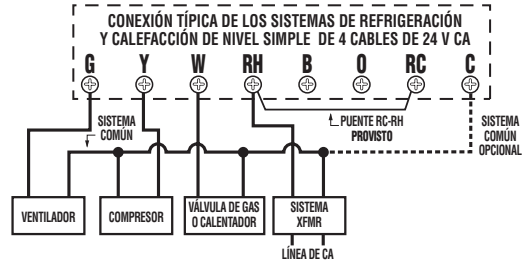 CONEXIÓN TÍPICA DE LOS SISTEMAS DE REFRIGERACIÓN
Y CALEFACCIÓN DE NIVEL SIMPLE DE 4 CABLES DE 24 V CA
G Y W RH B O RC C
SISTEMA
COMÚN
PUENTE RC-RH
PROVISTO
SISTEMA
COMÚN
OPCIONAL
VENTILADOR
COMPRESOR
VÁLVULA DE GAS
O CALENTADOR
SISTEMA
XFMR
LÍNEA DE CA